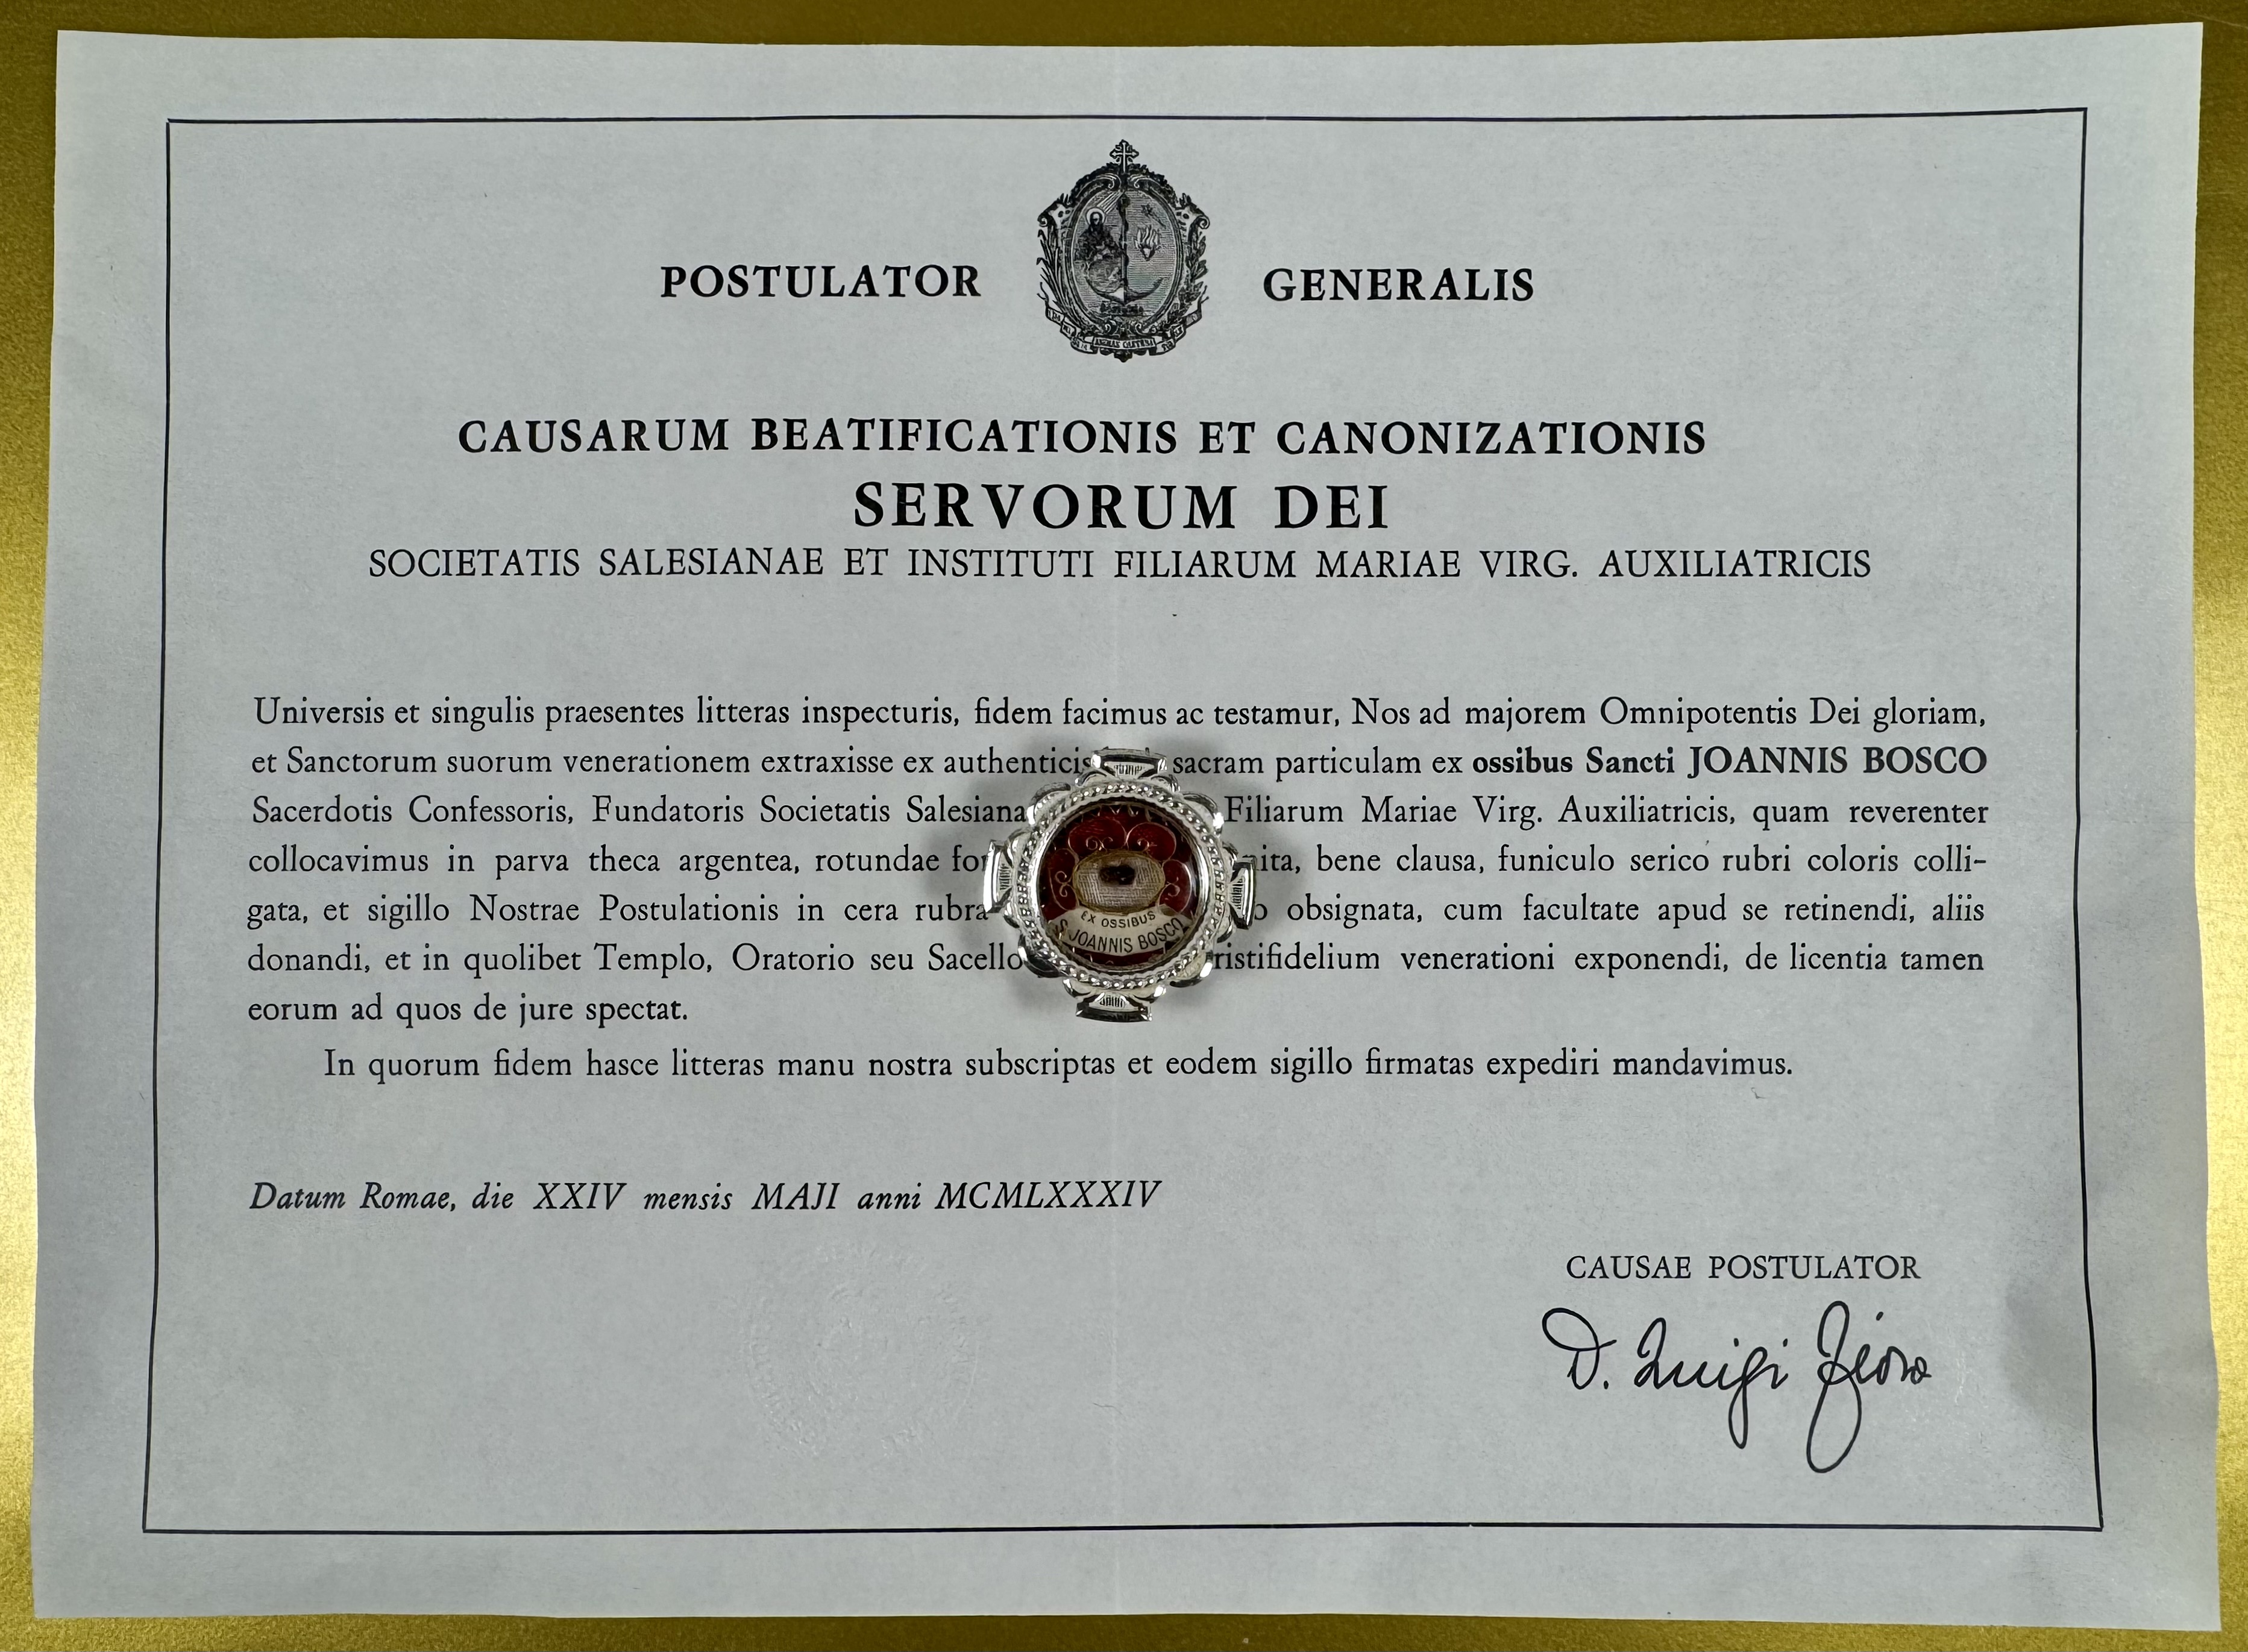 POSTULATOR GENERALIS
CAUSARUM BEATIFICATIONIS ET CANONIZATIONIS
SERVORUM DEI
SOCIETATIS SALESIANAE ET INSTITUTI FILIARUM MARIAE VIRG. AUXILIATRICIS
Universis et singulis praesentes litteras inspecturis, fidem facimus ac testamur, Nos ad majorem Omnipotentis Dei gloriam,
et Sanctorum suorum venerationem extraxisse ex authenticis sacram particulam ex ossibus Sancti JOANNIS BOSCO
Sacerdotis Confessoris, Fundatoris Societatis Salesiana Filiarum Mariae Virg. Auxiliatricis, quam reverenter
collocavimus in parva theca argentea, rotundae bene clausa, funiculo serico rubri coloris colli-
gata, et sigillo Nostrae Postulationis in cera rubra obsignata, cum facultate apud se retinendi, aliis
donandi, et in quolibet Templo, Oratorio seu Sacello ristifidelium venerationi exponendi, de licentia tamen
eorum ad quos de jure spectat.
In quorum fidem hasce litteras manu nostra subscriptas et eodem sigillo firmatas expediri mandavimus.
EX OSSIBUS
S. JOANNIS BOSCO
Datum Romae, die XXIV mensis MAJI anni MCMLXXXIV
CAUSAE POSTULATOR
D. Luigi Fiora